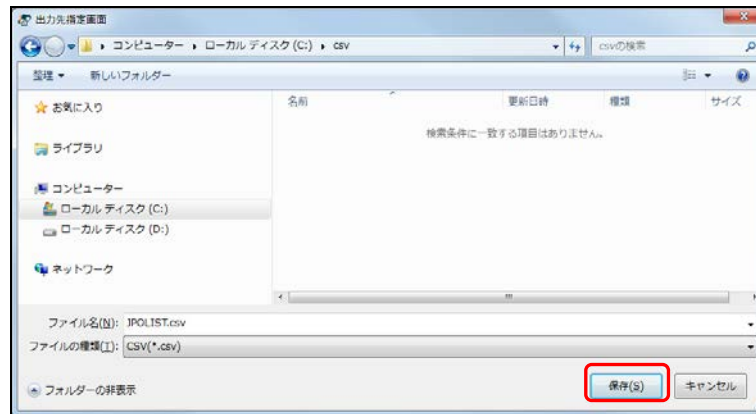 出力先指定画面
コンピューター ▸ ローカル ディスク (C:) ▸ csv
csvの検索
整理 ▼ 新しいフォルダー
お気に入り
ライブラリ
コンピューター
ローカル ディスク (C:)
ローカル ディスク (D:)
ネットワーク
名前 更新日時 種類 サイズ
検索条件に一致する項目はありません。
ファイル名(N): JPOLIST.csv
ファイルの種類(T): CSV(*.csv)
フォルダーの非表示
保存(S) キャンセル